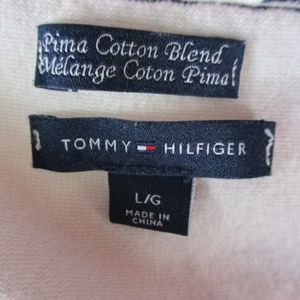 Pima Cotton Blend
Mélange Coton Pima
TOMMY HILFIGER
L/G
MADE IN
CHINA